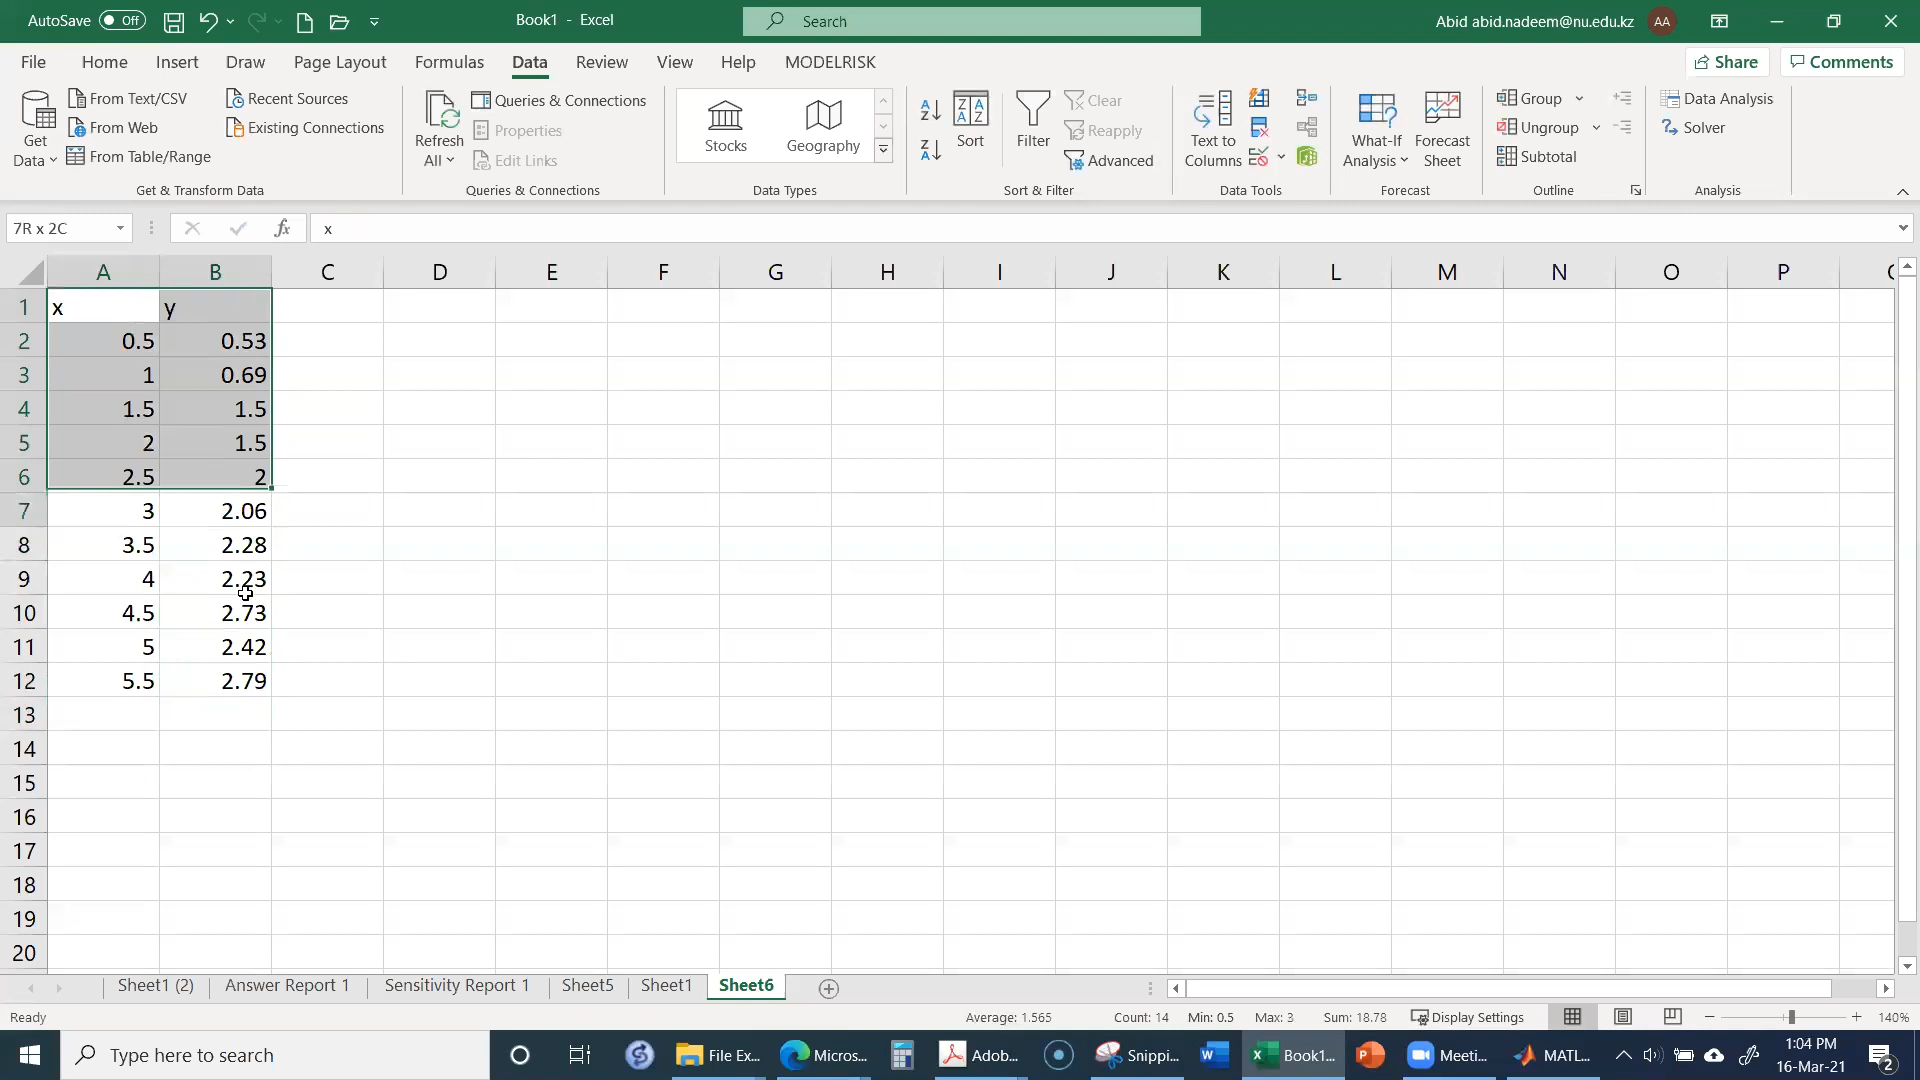 AutoSave Off Book1 - Excel Search Abid abid.nadeem@nu.edu.kz AA
File Home Insert Draw Page Layout Formulas Data Review View Help MODELRISK Share Comments
Get Data From Text/CSV From Web From Table/Range Recent Sources Existing Connections
Refresh All Queries & Connections Properties Edit Links
Stocks Geography
Sort Filter Clear Reapply Advanced
Text to Columns What-If Analysis Forecast Sheet
Group Ungroup Subtotal Data Analysis Solver
Get & Transform Data Queries & Connections Data Types Sort & Filter Data Tools Forecast Outline Analysis
7R x 2C fx x
A B C D E F G H I J K L M N O P
1 x y
2 0.5 0.53
3 1 0.69
4 1.5 1.5
5 2 1.5
6 2.5 2
7 3 2.06
8 3.5 2.28
9 4 2.23
10 4.5 2.73
11 5 2.42
12 5.5 2.79
13
14
15
16
17
18
19
20
Sheet1 (2) Answer Report 1 Sensitivity Report 1 Sheet5 Sheet1 Sheet6
Ready Average: 1.565 Count: 14 Min: 0.5 Max: 3 Sum: 18.78 Display Settings 140%
Type here to search File Ex... Micros... Adob... Snippi... Book1... Meeti... MATL... 1:04 PM
16-Mar-21 2